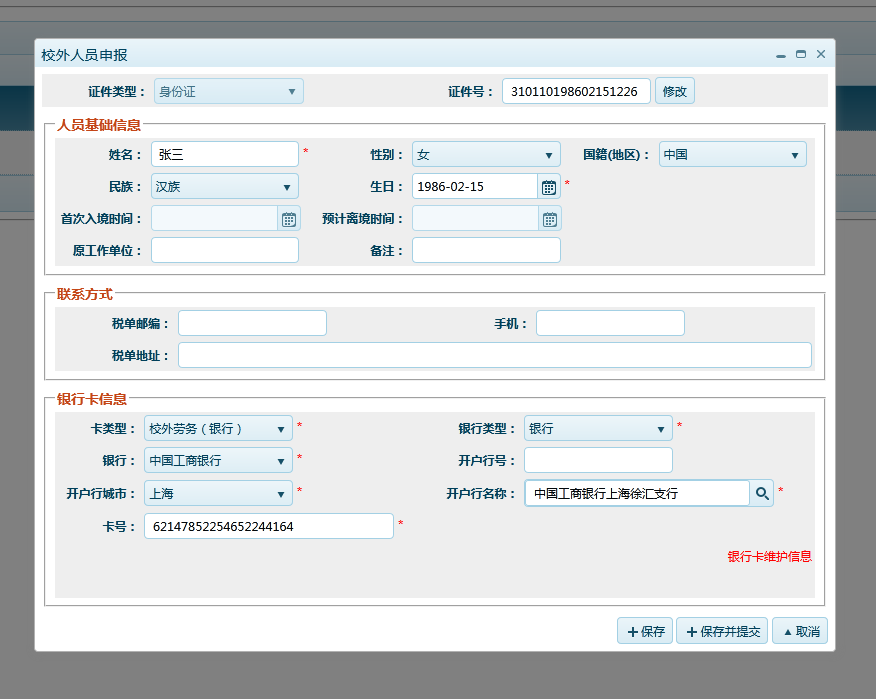 校外人员申报
证件类型： 身份证 证件号： 310110198602151226 修改
人员基础信息
姓名： 张三 * 性别： 女 国籍(地区)： 中国
民族： 汉族 生日： 1986-02-15 *
首次入境时间： 预计离境时间：
原工作单位： 备注：
联系方式
税单邮编： 手机：
税单地址：
银行卡信息
卡类型： 校外劳务（银行） * 银行类型： 银行 *
银行： 中国工商银行 * 开户行号：
开户行城市： 上海 * 开户行名称： 中国工商银行上海徐汇支行 *
卡号： 62147852254652244164 *
银行卡维护信息
保存 保存并提交 取消